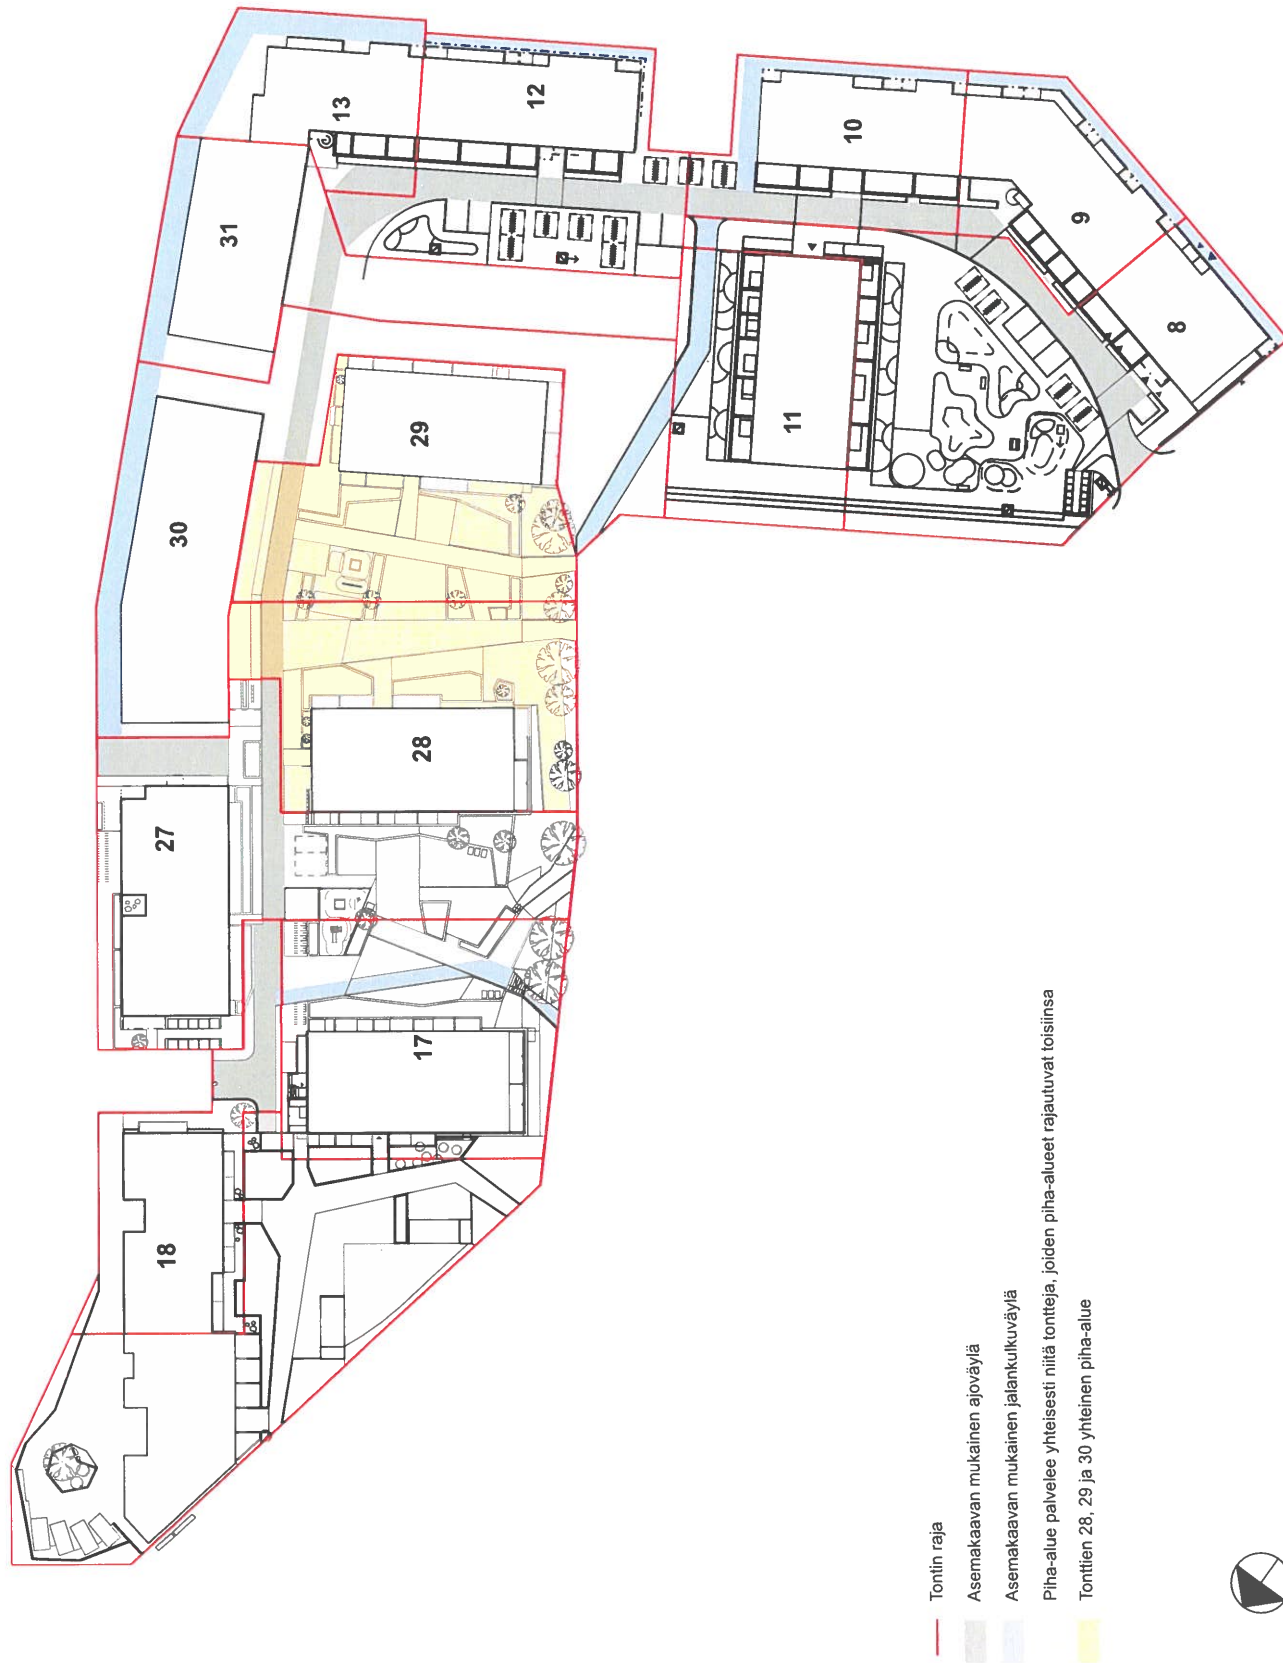 13
12
10
9
8
31
11
29
30
28
27
17
18
Tontin raja
Asemakaavan mukainen ajoväylä
Asemakaavan mukainen jalankulkuväylä
Piha-alue palvelee yhteisesti niitä tontteja, joiden piha-alueet rajautuvat toisiinsa
Tonttien 28, 29 ja 30 yhteinen piha-alue